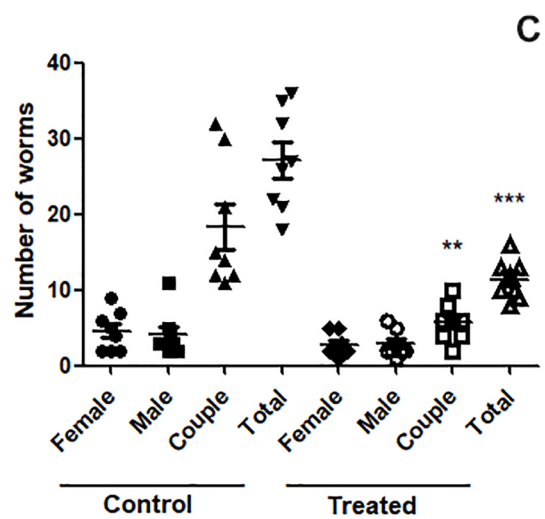 C
Number of worms
40
30
20
10
0
** ***
Female Male Couple Total Female Male Couple Total
Control Treated